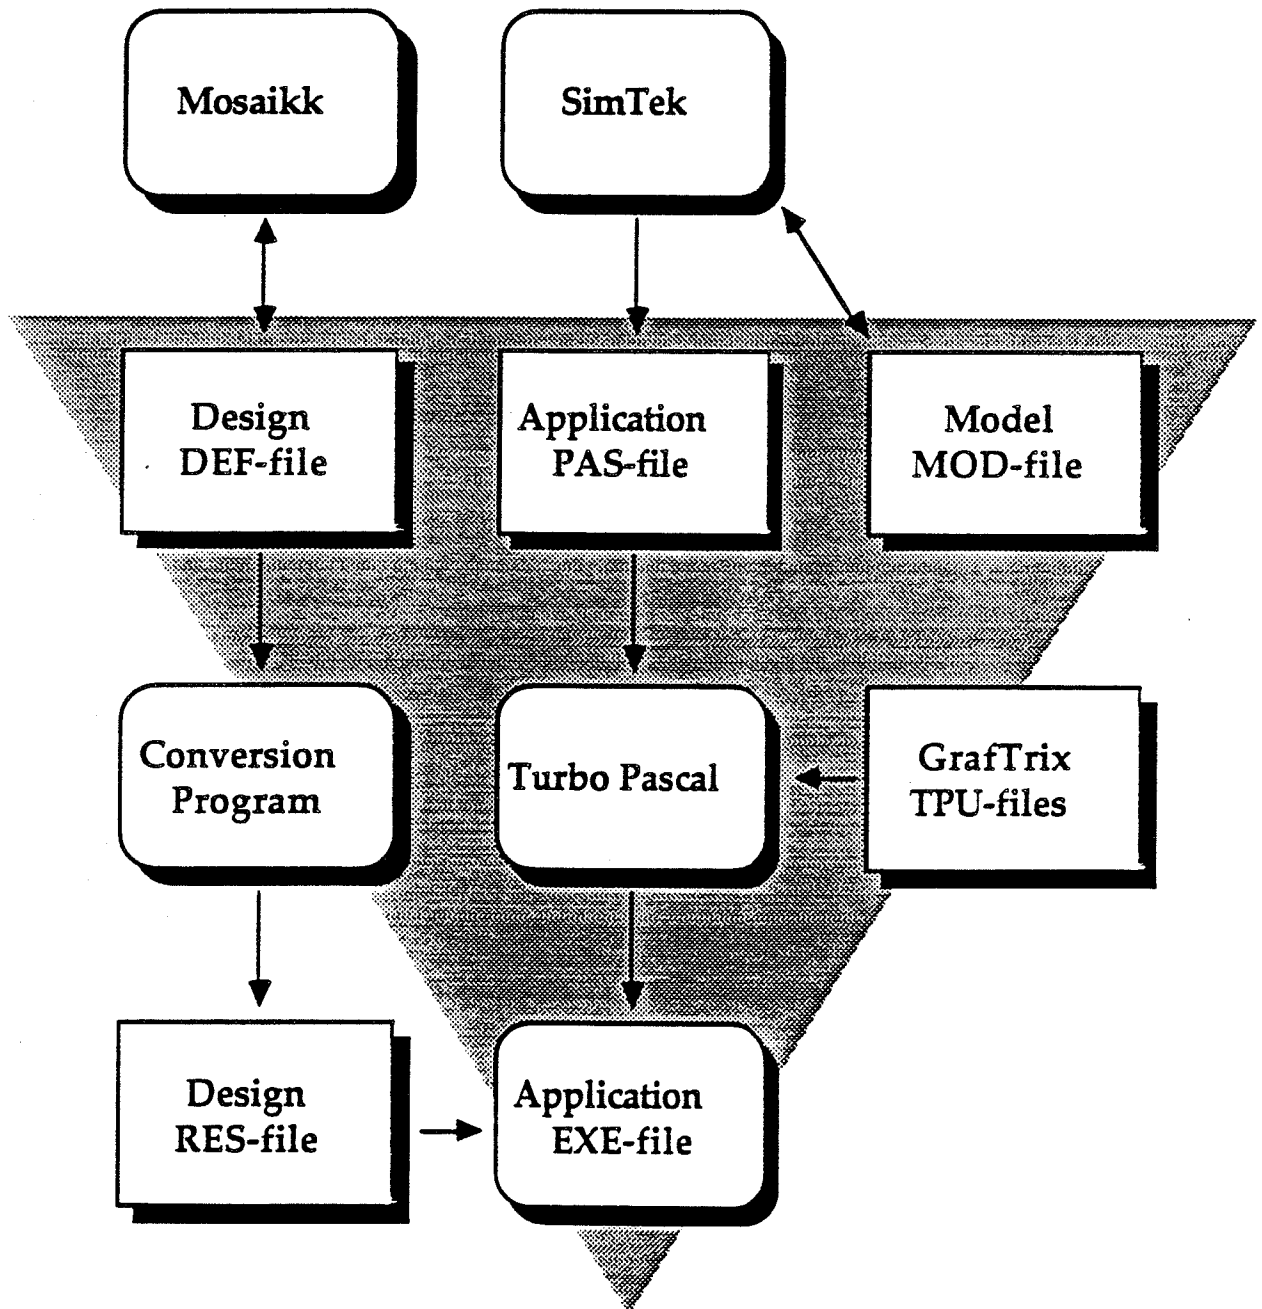 Mosaikk
SimTek
Design
DEF-file
Application
PAS-file
Model
MOD-file
Conversion
Program
Turbo Pascal
GrafTrix
TPU-files
Design
RES-file
Application
EXE-file